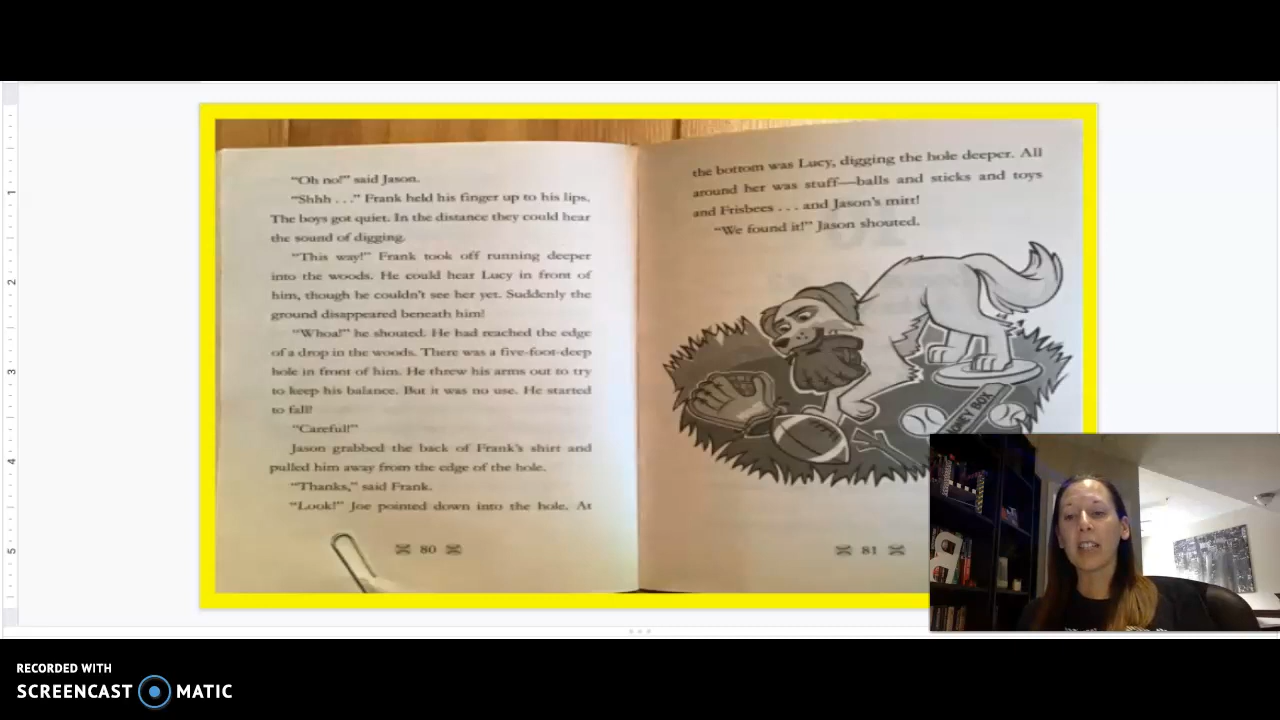 "Oh no!" said Jason.
"Shhh . . ." Frank held his finger up to his lips.
The boys got quiet. In the distance they could hear
the sound of digging.
"This way!" Frank took off running deeper
into the woods. He could hear Lucy in front of
him, though he couldn't see her yet. Suddenly the
ground disappeared beneath him!
"Whoa!" he shouted. He had reached the edge
of a drop in the woods. There was a five-foot-deep
hole in front of him. He threw his arms out to try
to keep his balance. But it was no use. He started
to fall!
"Careful!"
Jason grabbed the back of Frank's shirt and
pulled him away from the edge of the hole.
"Thanks," said Frank.
"Look!" Joe pointed down into the hole. At
80
the bottom was Lucy, digging the hole deeper. All
around her was stuff—balls and sticks and toys
and Frisbees . . . and Jason's mitt!
"We found it!" Jason shouted.
BOX
81
1
2
3
4
5
RECORDED WITH
SCREENCAST MATIC